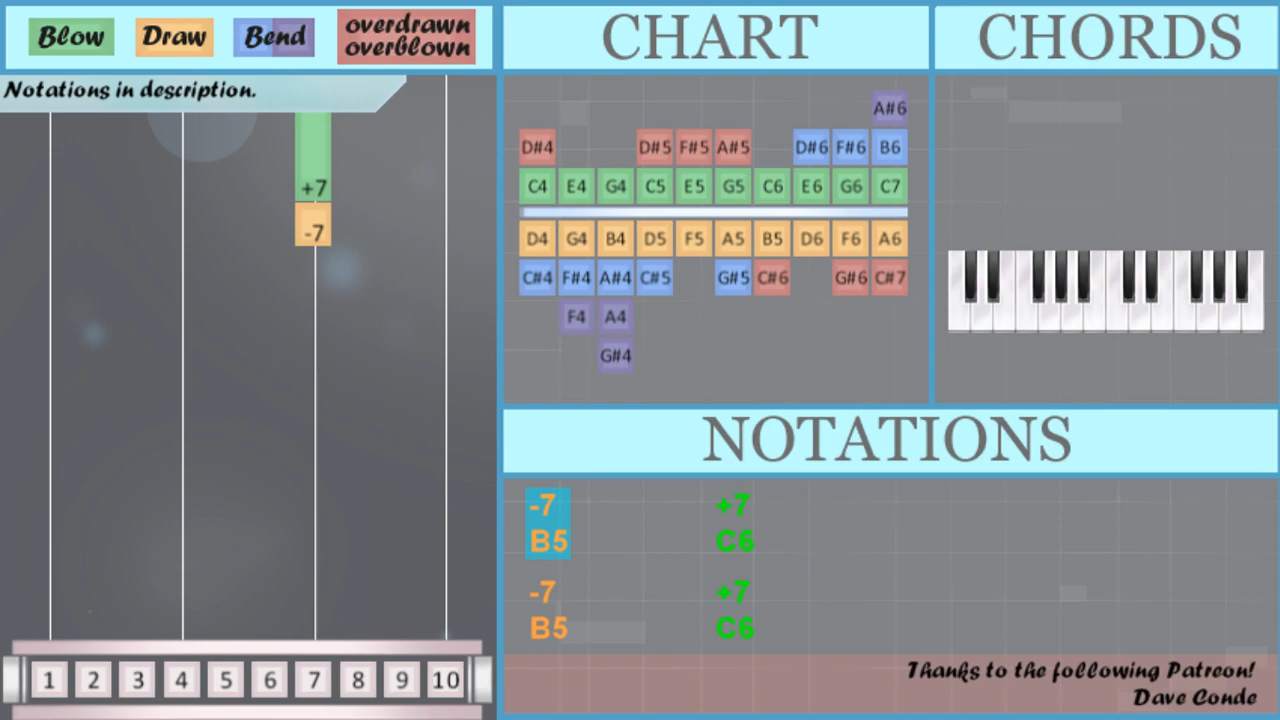 Blow Draw Bend overdrawn
overblown
CHART
CHORDS
Notations in description.
+7
-7
A#6
D#4 D#5 F#5 A#5 D#6 F#6 B6
C4 E4 G4 C5 E5 G5 C6 E6 G6 C7
D4 G4 B4 D5 F5 A5 B5 D6 F6 A6
C#4 F#4 A#4 C#5 G#5 C#6 G#6 C#7
F4 A4
G#4
NOTATIONS
-7 +7
B5 C6
-7 +7
B5 C6
Thanks to the following Patreon!
Dave Conde
1 2 3 4 5 6 7 8 9 10